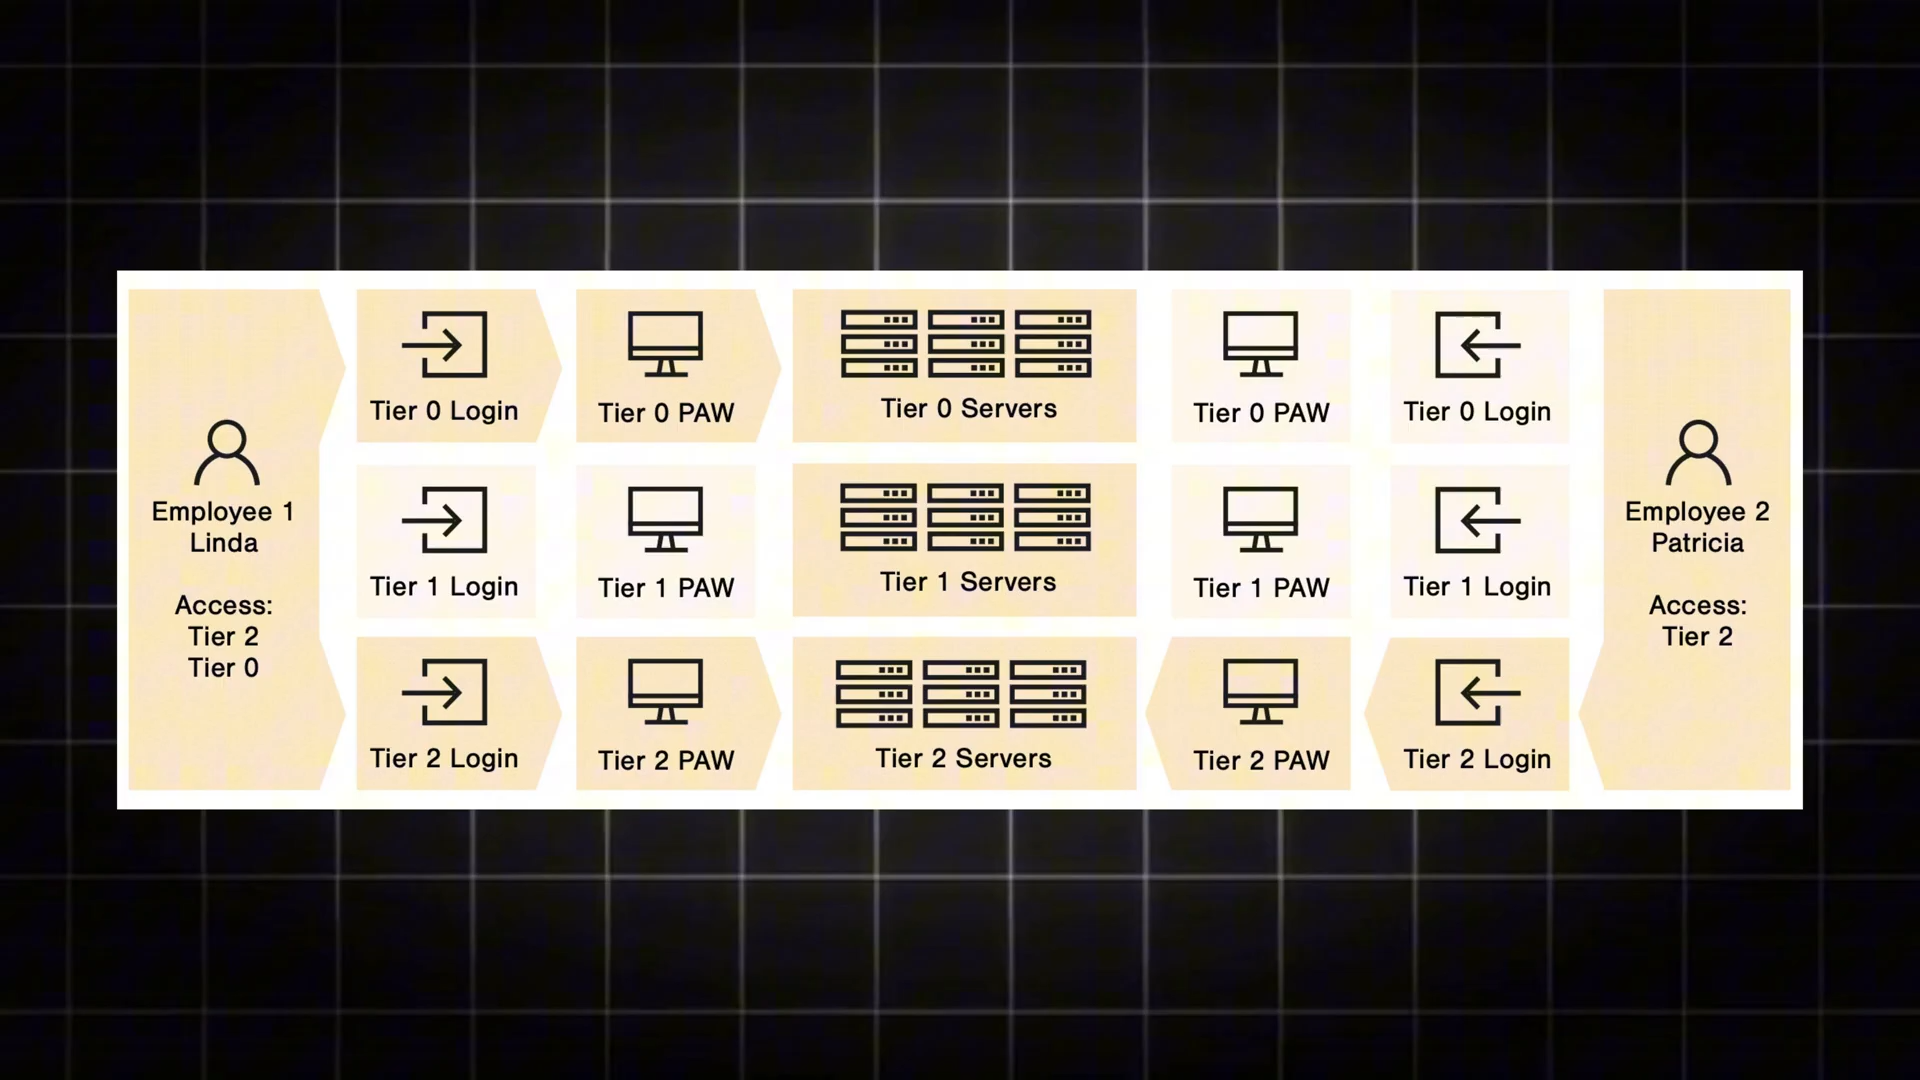 Employee 1
Linda
Access:
Tier 2
Tier 0
Tier 0 Login
Tier 0 PAW
Tier 0 Servers
Tier 0 PAW
Tier 0 Login
Tier 1 Login
Tier 1 PAW
Tier 1 Servers
Tier 1 PAW
Tier 1 Login
Tier 2 Login
Tier 2 PAW
Tier 2 Servers
Tier 2 PAW
Tier 2 Login
Employee 2
Patricia
Access:
Tier 2